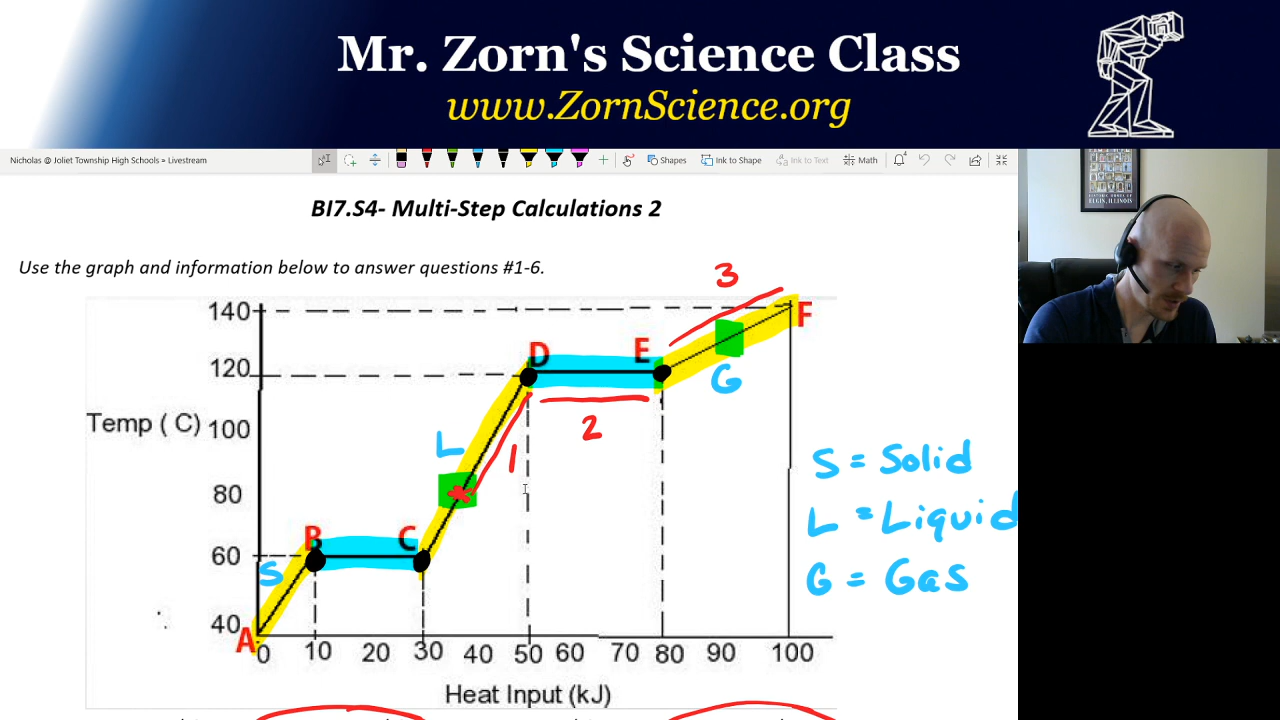 Mr. Zorn's Science Class
www.ZornScience.org
ELGIN, ILLINOIS
Nicholas @ Joliet Township High Schools » Livestream
Shapes
Ink to Shape
Ink to Text
Math
BI7.S4- Multi-Step Calculations 2
Use the graph and information below to answer questions #1-6.
3
140
F
D
E
120
G
Temp ( C)
100
2
L
1
S = Solid
80
L = Liquid
B
C
60
S
G = Gas
40
A
0 10 20 30 40 50 60 70 80 90 100
Heat Input (kJ)